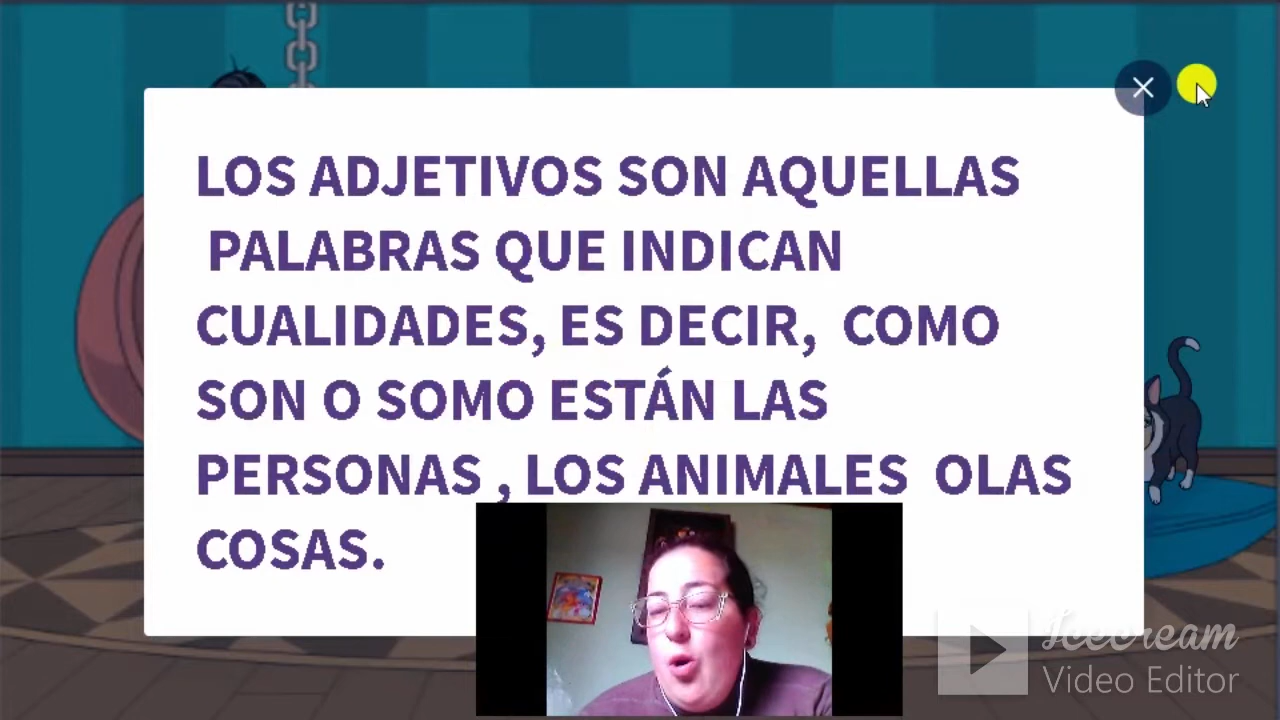 LOS ADJETIVOS SON AQUELLAS
PALABRAS QUE INDICAN
CUALIDADES, ES DECIR, COMO
SON O SOMO ESTÁN LAS
PERSONAS , LOS ANIMALES OLAS
COSAS.
Icecream
Video Editor